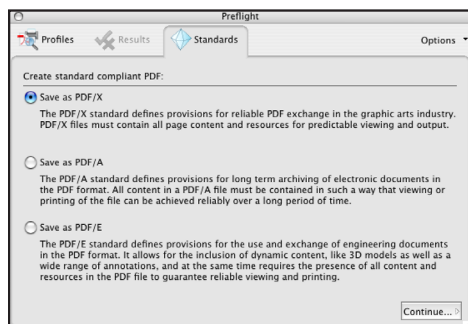 Preflight
Profiles Results Standards Options
Create standard compliant PDF:
Save as PDF/X
The PDF/X standard defines provisions for reliable PDF exchange in the graphic arts industry.
PDF/X files must contain all page content and resources for predictable viewing and output.
Save as PDF/A
The PDF/A standard defines provisions for long term archiving of electronic documents in
the PDF format. All content in a PDF/A file must be contained in such a way that viewing or
printing of the file can be achieved reliably over a long period of time.
Save as PDF/E
The PDF/E standard defines provisions for the use and exchange of engineering documents
in the PDF format. It allows for the inclusion of dynamic content, like 3D models as well as a
wide range of annotations, and at the same time requires the presence of all content and
resources in the PDF file to guarantee reliable viewing and printing.
Continue...